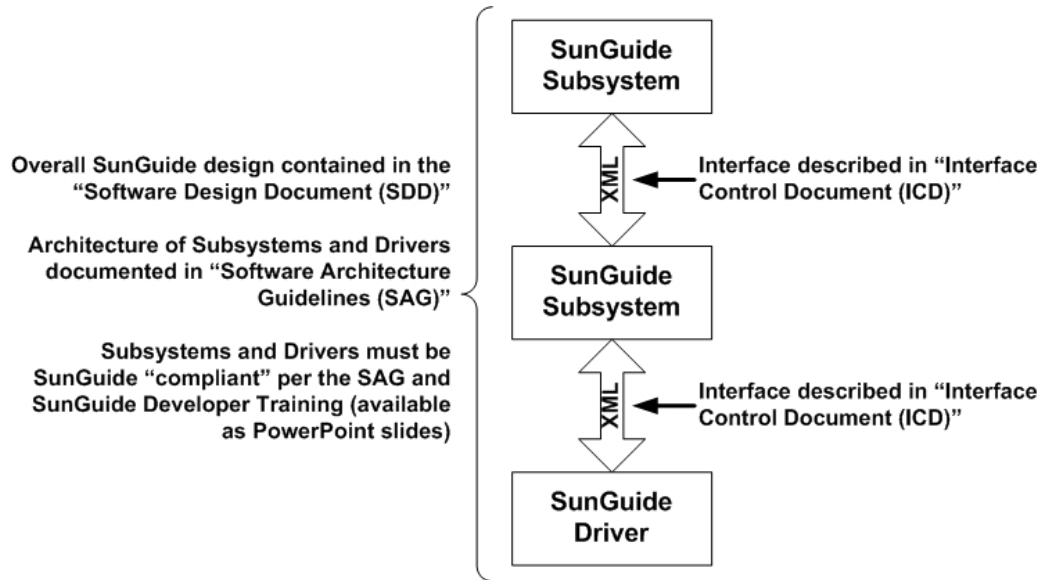 SunGuide
Subsystem
Overall SunGuide design contained in the
“Software Design Document (SDD)”
XML
Interface described in “Interface
Control Document (ICD)”
Architecture of Subsystems and Drivers
documented in “Software Architecture
Guidelines (SAG)”
SunGuide
Subsystem
Subsystems and Drivers must be
SunGuide “compliant” per the SAG and
SunGuide Developer Training (available
as PowerPoint slides)
XML
Interface described in “Interface
Control Document (ICD)”
SunGuide
Driver